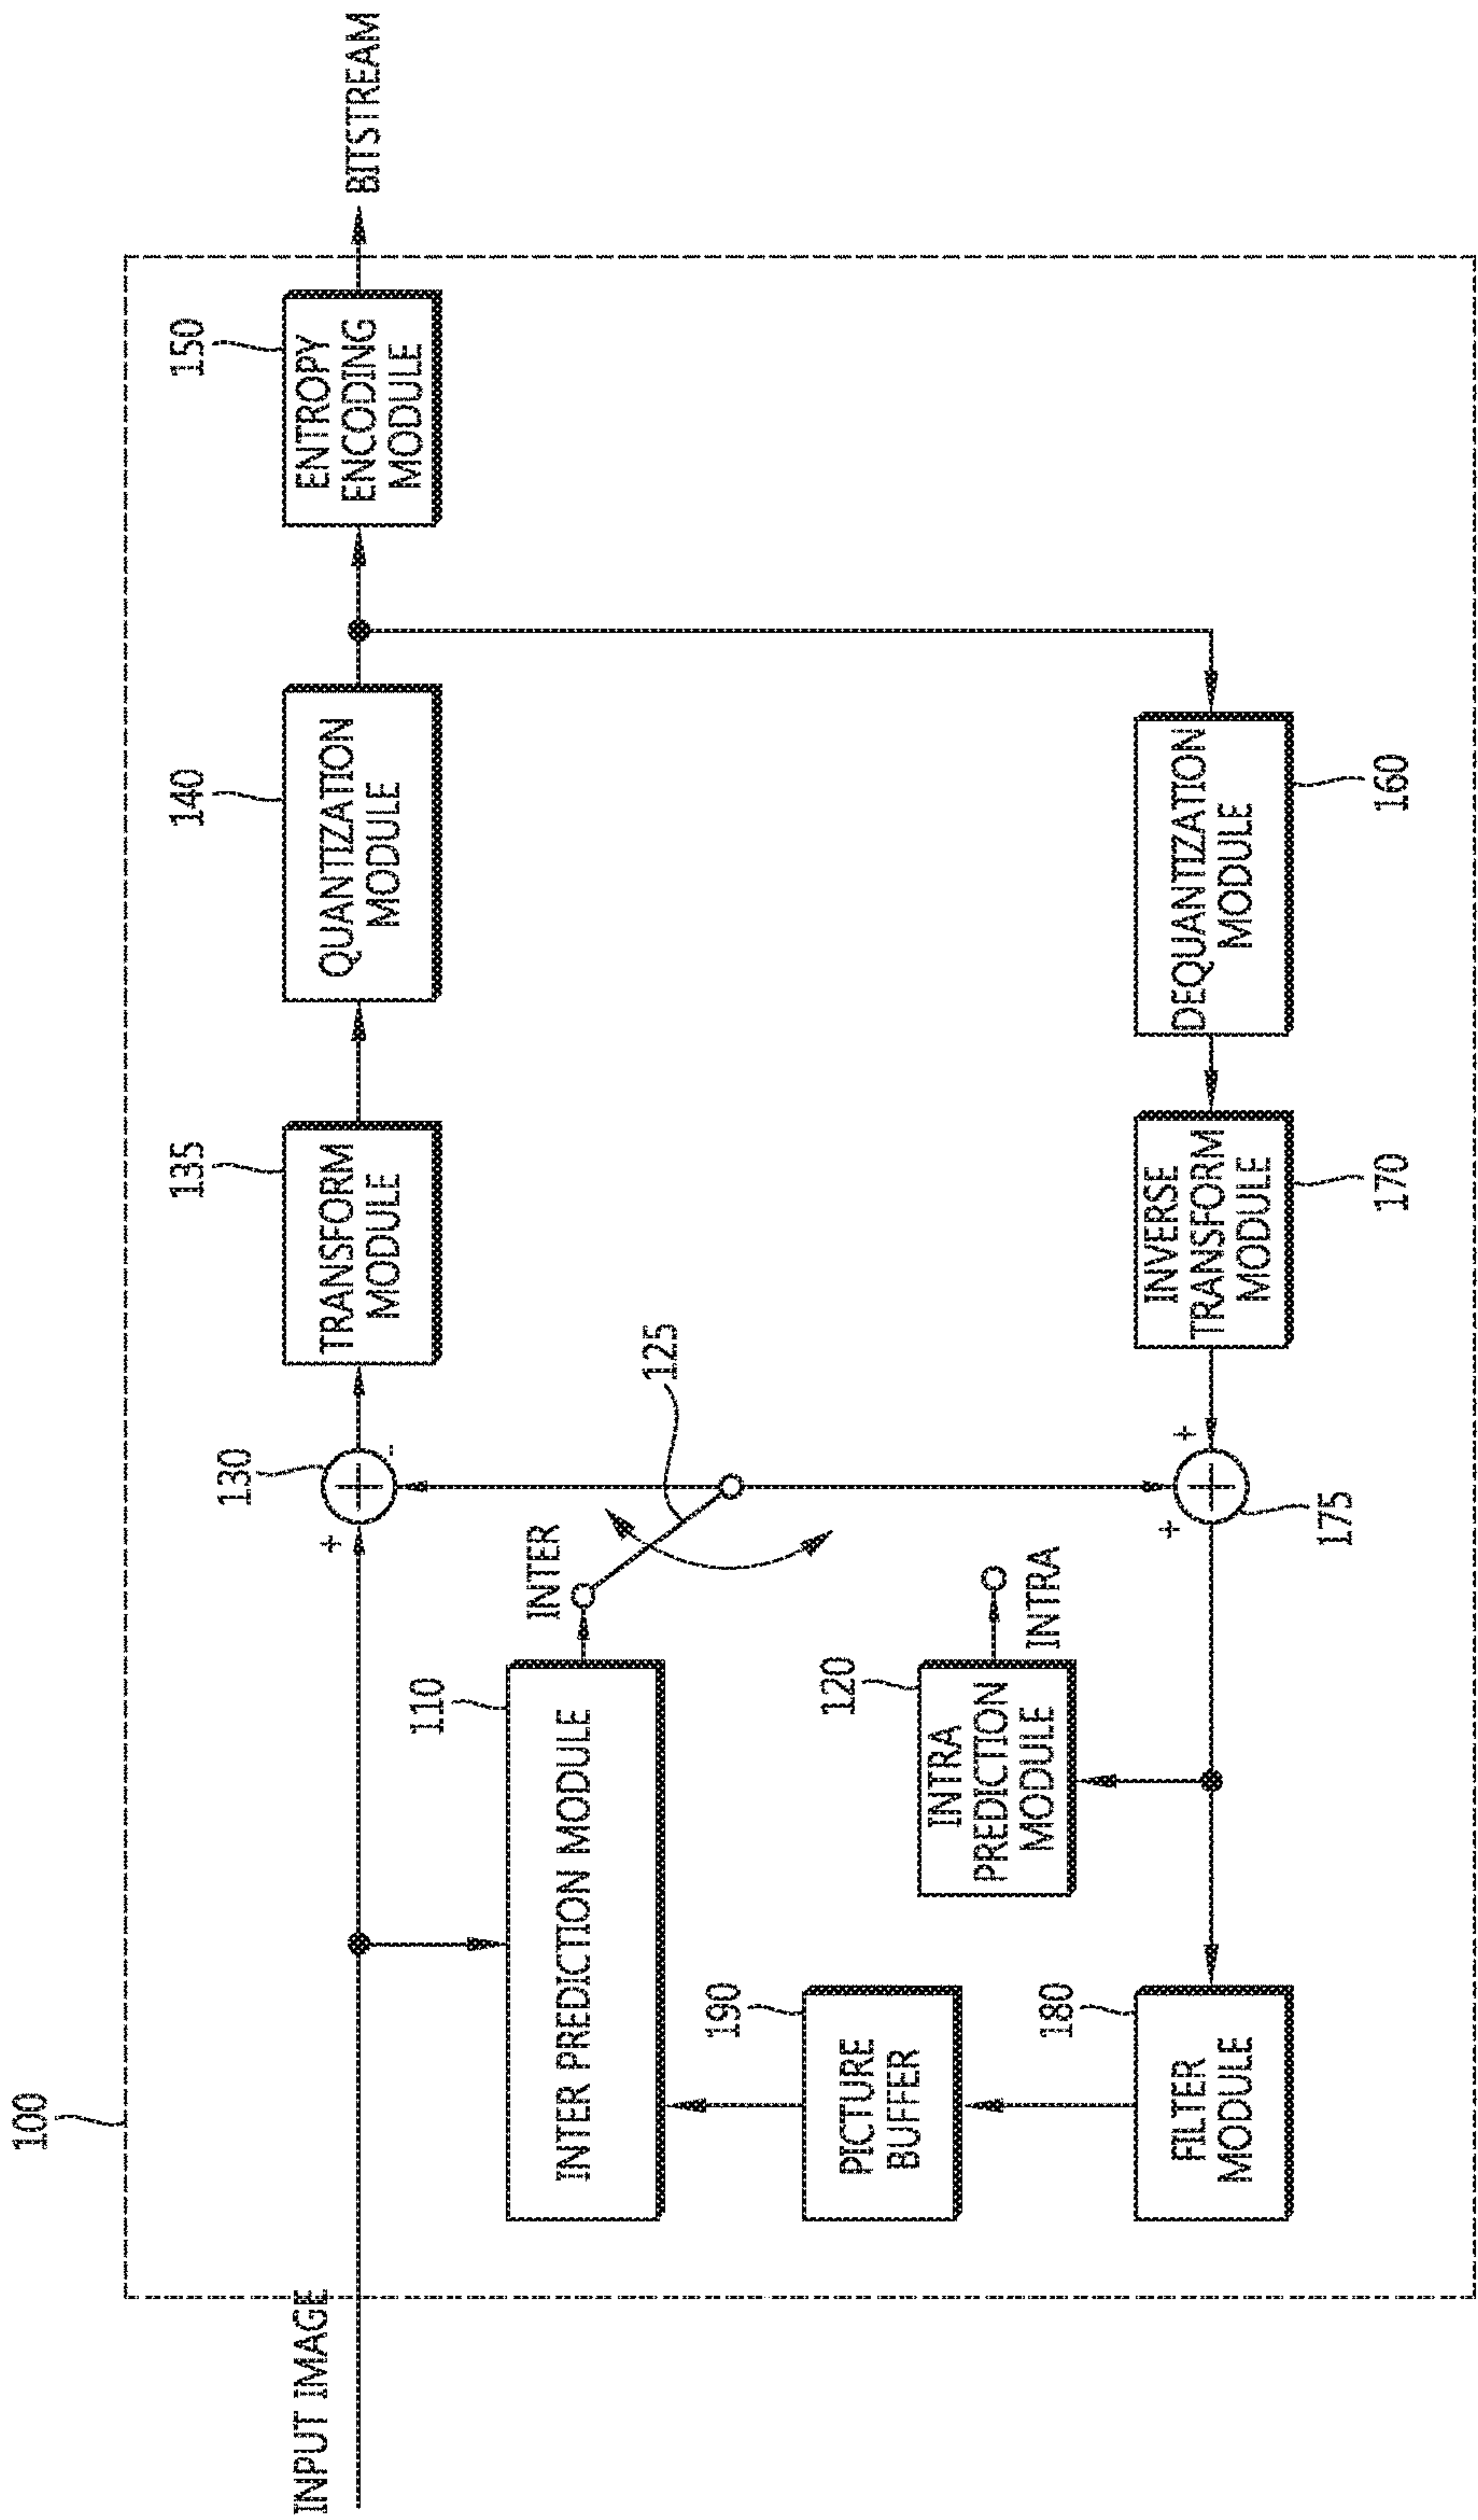 100
INPUT IMAGE
130
135
140
150
+
-
TRANSFORM
MODULE
QUANTIZATION
MODULE
ENTROPY
ENCODING
MODULE
BITSTREAM
110
INTER PREDICTION MODULE
INTER
125
190
PICTURE
BUFFER
120
INTRA
PREDICTION
MODULE
INTRA
180
FILTER
MODULE
+
+
175
INVERSE
TRANSFORM
MODULE
170
DEQUANTIZATION
MODULE
160